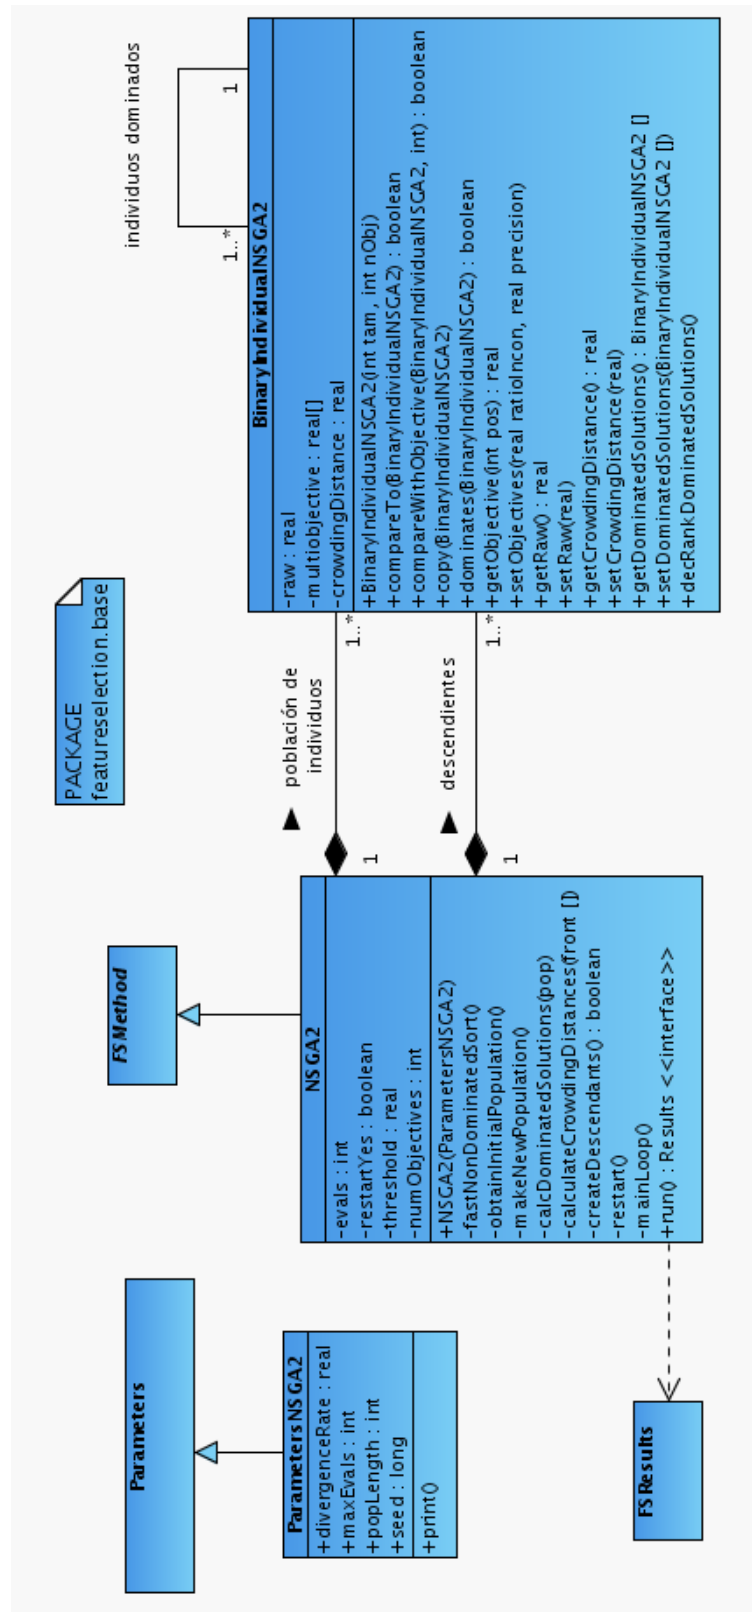 Parameters
ParametersNSGA2
+divergenceRate : real
+maxEvals : int
+popLength : int
+seed : long
+print()
FSResults
FSMethod
NSGA2
-evals : int
-restartYes : boolean
-threshold : real
-numObjectives : int
+NSGA2(ParametersNSGA2)
-fastNonDominatedSort()
-obtainInitialPopulation()
-makeNewPopulation()
-calcDominatedSolutions(pop)
-calculateCrowdingDistances(front [])
-createDescendants() : boolean
-restart()
-mainLoop()
+run() : Results <<interface>>
PACKAGE
featureselection.base
población de
individuos
1
1..*
descendientes
1
1..*
BinaryIndividualNSGA2
-raw : real
-multiobjective : real[]
-crowdingDistance : real
+BinaryIndividualNSGA2(int tam, int nObj)
+compareTo(BinaryIndividualNSGA2) : boolean
+compareWithObjective(BinaryIndividualNSGA2, int) : boolean
+copy(BinaryIndividualNSGA2)
+dominates(BinaryIndividualNSGA2) : boolean
+getObjective(int pos) : real
+setObjectives(real ratioIncon, real precision)
+getRaw() : real
+setRaw(real)
+getCrowdingDistance() : real
+setCrowdingDistance(real)
+getDominatedSolutions() : BinaryIndividualNSGA2 []
+setDominatedSolutions(BinaryIndividualNSGA2 [])
+decRankDominatedSolutions()
individuos dominados
1..*
1